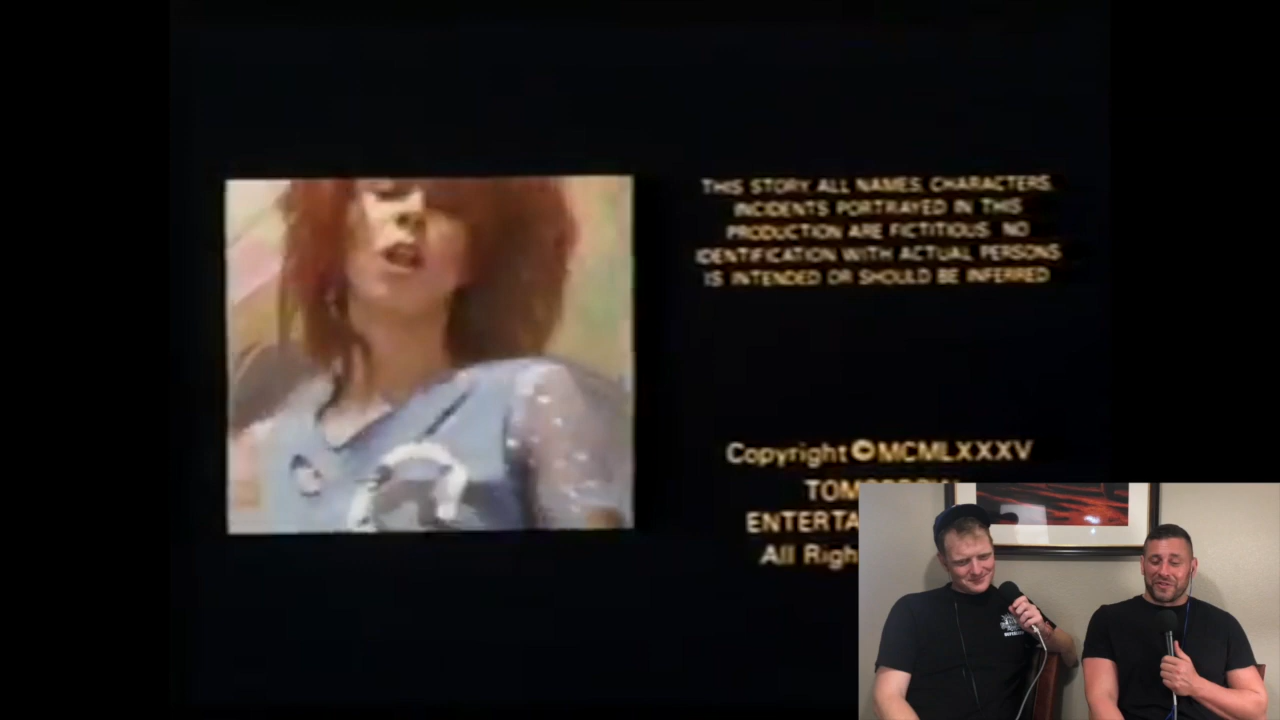 THIS STORY, ALL NAMES, CHARACTERS,
INCIDENTS PORTRAYED IN THIS
PRODUCTION ARE FICTITIOUS NO
IDENTIFICATION WITH ACTUAL PERSONS
IS INTENDED OR SHOULD BE INFERRED
Copyright ©MCMLXXXV
All